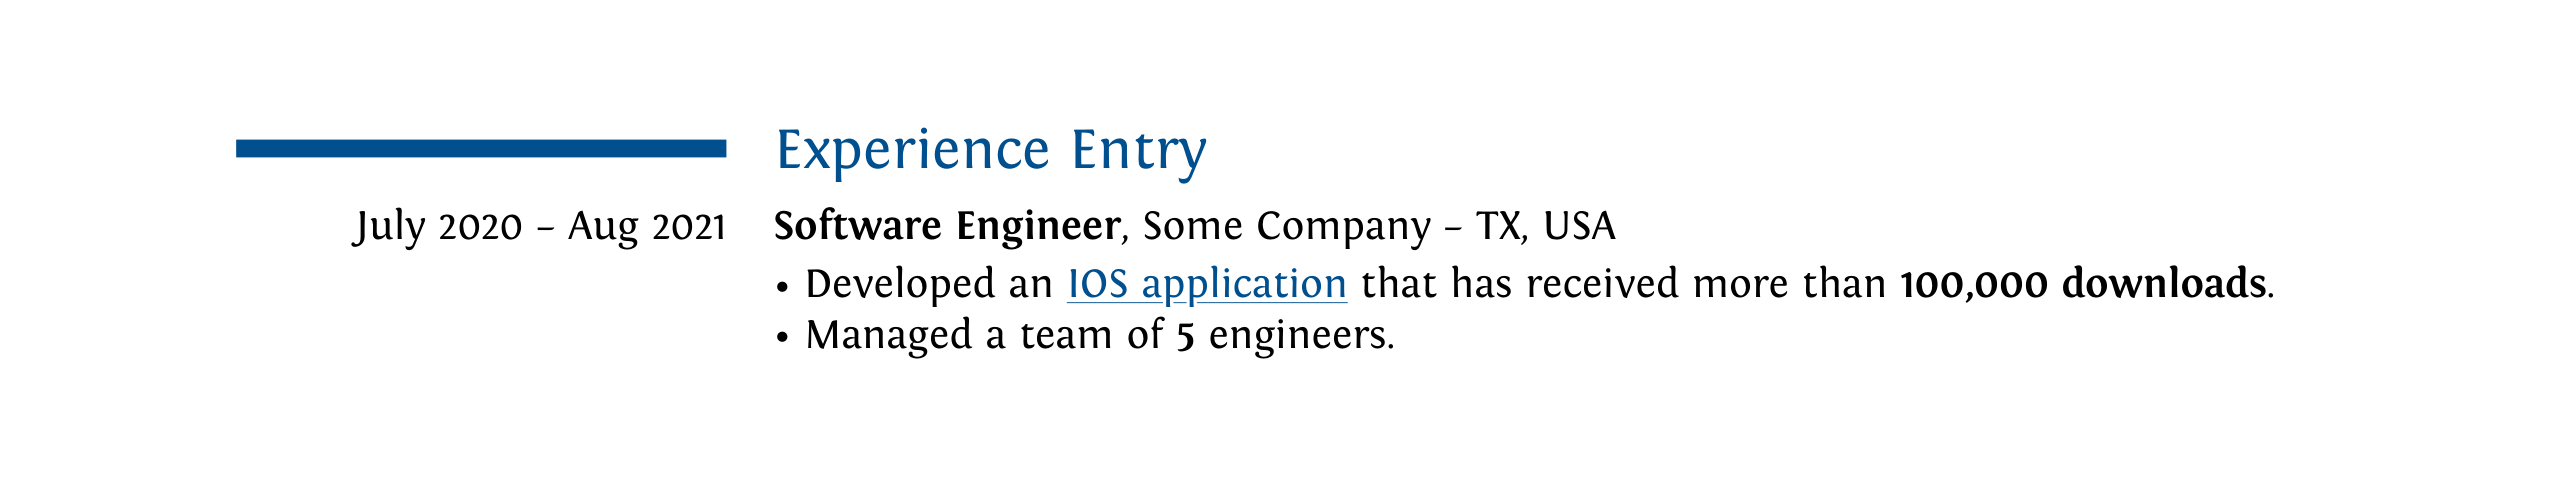 Experience Entry
July 2020 – Aug 2021 Software Engineer, Some Company – TX, USA
• Developed an IOS application that has received more than 100,000 downloads.
• Managed a team of 5 engineers.